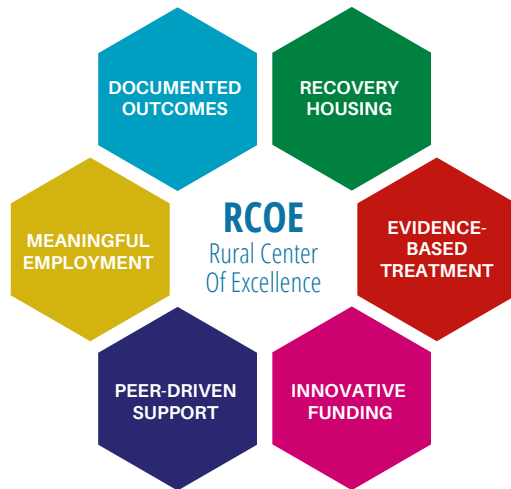 DOCUMENTED
OUTCOMES
RECOVERY
HOUSING
MEANINGFUL
EMPLOYMENT
RCOE
Rural Center
Of Excellence
EVIDENCE-
BASED
TREATMENT
PEER-DRIVEN
SUPPORT
INNOVATIVE
FUNDING